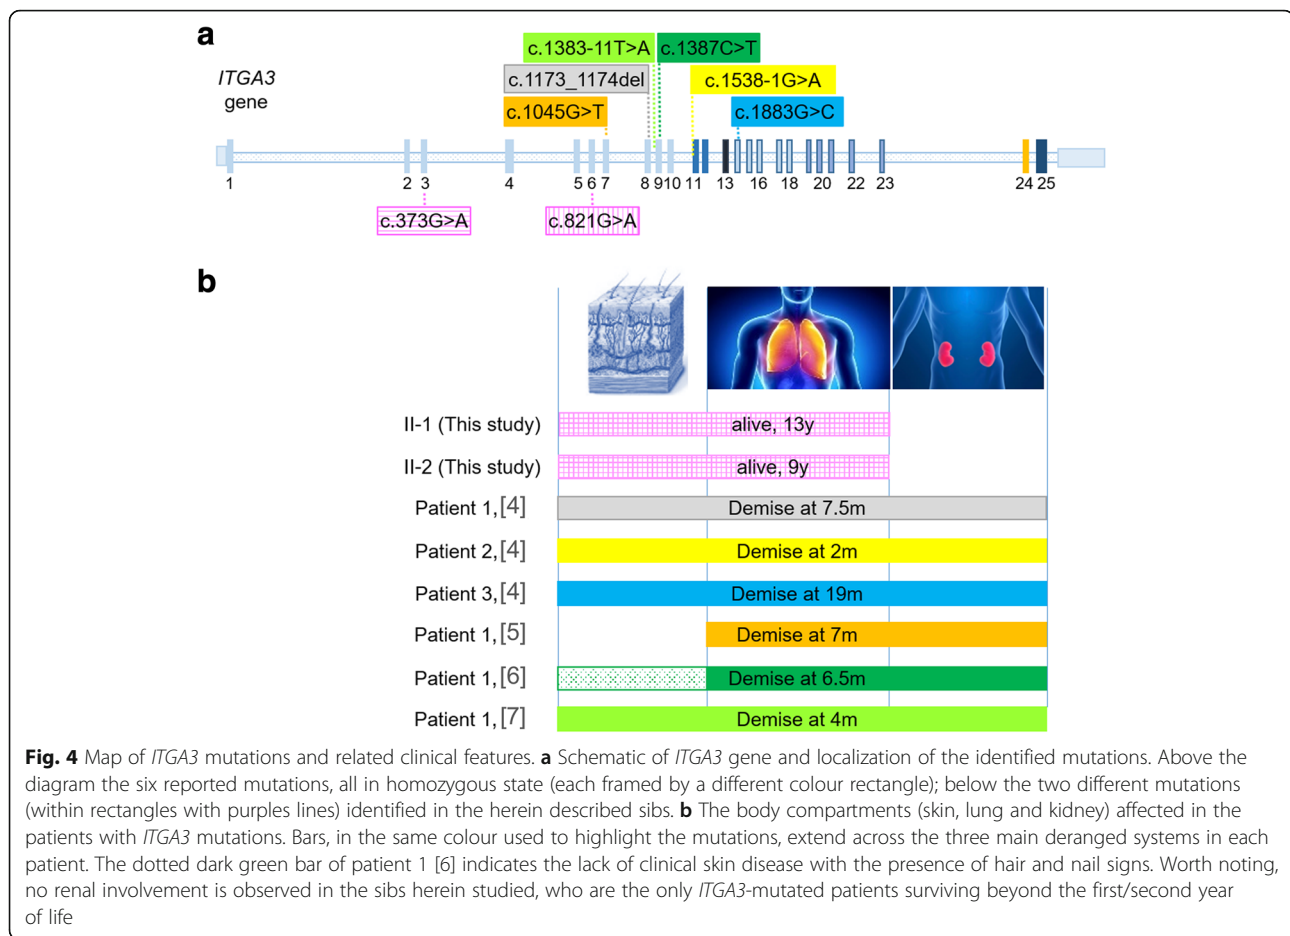 a
c.1383-11T>A c.1387C>T
ITGA3
gene
c.1173_1174del c.1538-1G>A
c.1045G>T c.1883G>C
1 2 3 4 5 6 7 8 9 10 11 13 16 18 20 22 23 24 25
c.373G>A c.821G>A
b
II-1 (This study) alive, 13y
II-2 (This study) alive, 9y
Patient 1, [4] Demise at 7.5m
Patient 2, [4] Demise at 2m
Patient 3, [4] Demise at 19m
Patient 1, [5] Demise at 7m
Patient 1, [6] Demise at 6.5m
Patient 1, [7] Demise at 4m
Fig. 4 Map of ITGA3 mutations and related clinical features. a Schematic of ITGA3 gene and localization of the identified mutations. Above the
diagram the six reported mutations, all in homozygous state (each framed by a different colour rectangle); below the two different mutations
(within rectangles with purples lines) identified in the herein described sibs. b The body compartments (skin, lung and kidney) affected in the
patients with ITGA3 mutations. Bars, in the same colour used to highlight the mutations, extend across the three main deranged systems in each
patient. The dotted dark green bar of patient 1 [6] indicates the lack of clinical skin disease with the presence of hair and nail signs. Worth noting,
no renal involvement is observed in the sibs herein studied, who are the only ITGA3-mutated patients surviving beyond the first/second year
of life